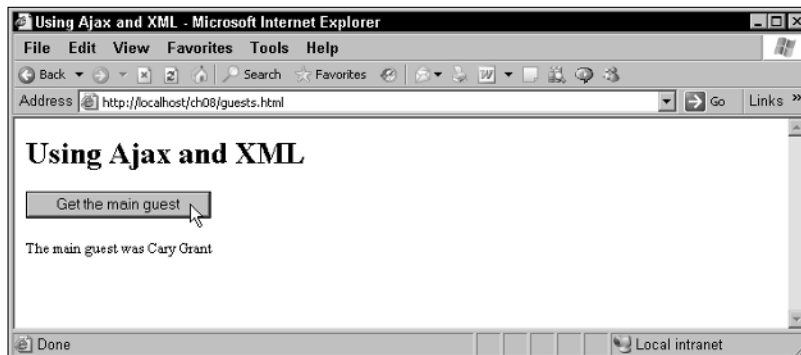 Using Ajax and XML - Microsoft Internet Explorer
File Edit View Favorites Tools Help
Back Search Favorites W
Address http://localhost/ch08/guests.html Go Links »
Using Ajax and XML
Get the main guest
The main guest was Cary Grant
Done Local intranet